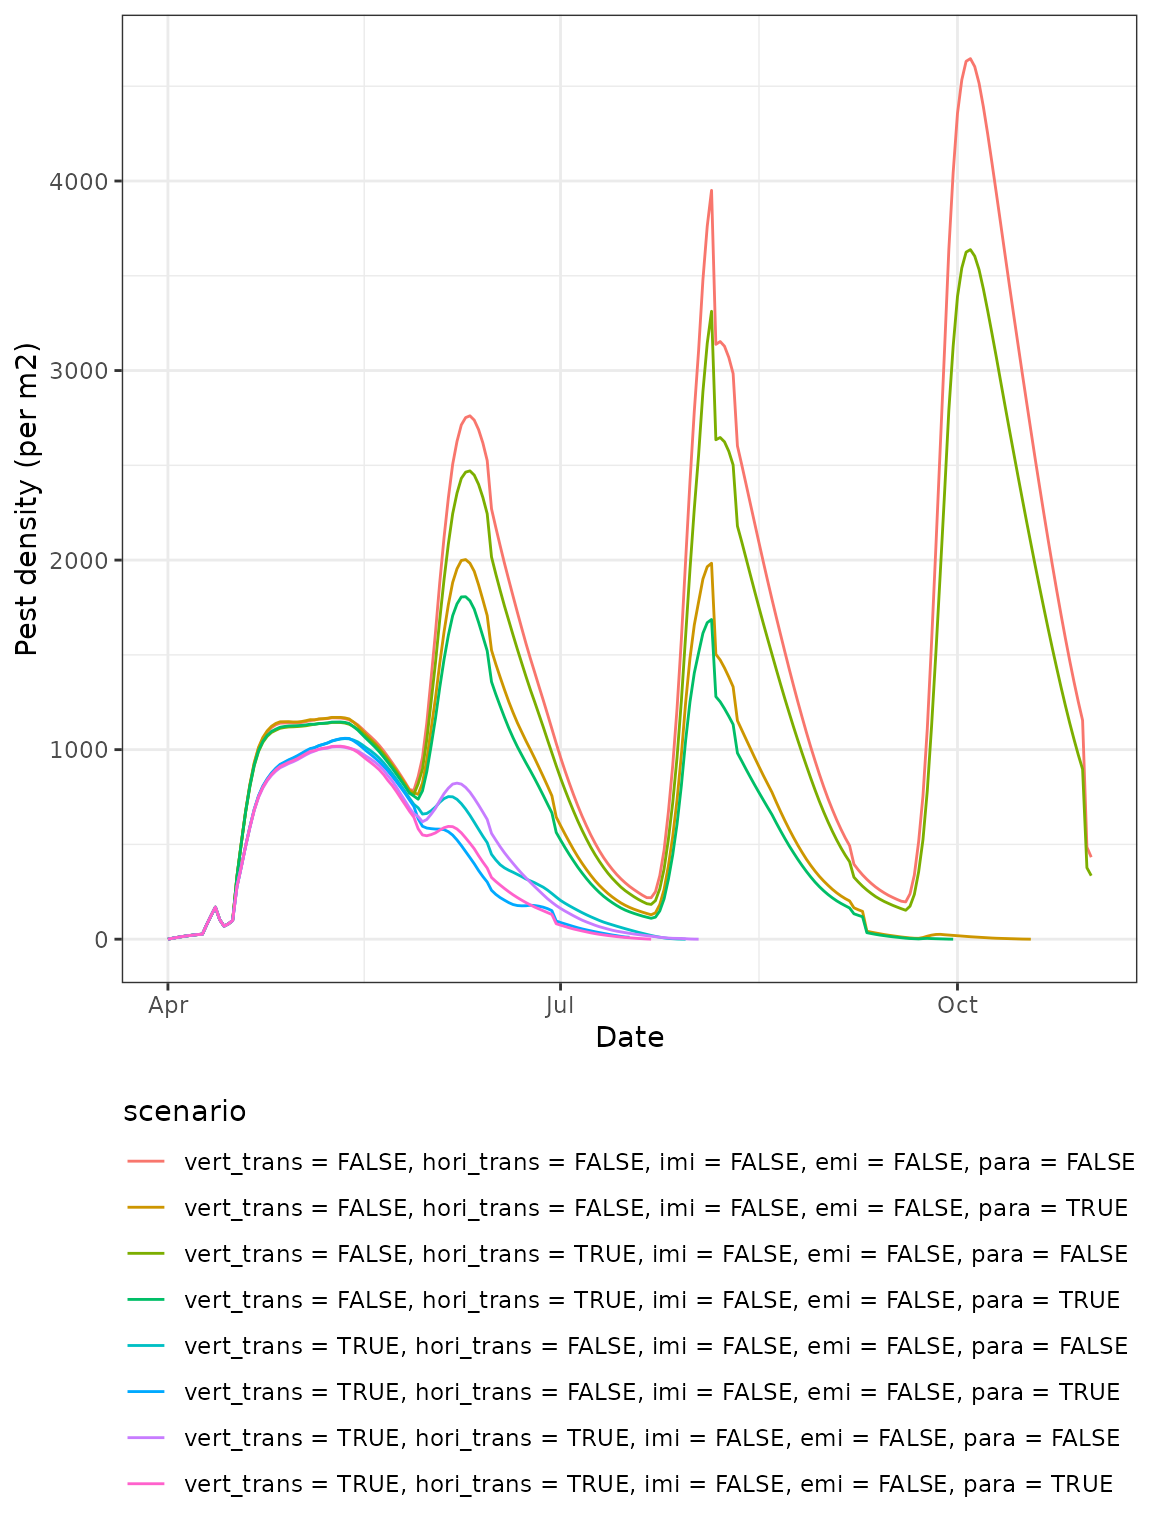 4000
3000
2000
1000
0
Pest density (per m2)
Apr
Jul
Oct
Date
scenario
vert_trans = FALSE, hori_trans = FALSE, imi = FALSE, emi = FALSE, para = FALSE
vert_trans = FALSE, hori_trans = FALSE, imi = FALSE, emi = FALSE, para = TRUE
vert_trans = FALSE, hori_trans = TRUE, imi = FALSE, emi = FALSE, para = FALSE
vert_trans = FALSE, hori_trans = TRUE, imi = FALSE, emi = FALSE, para = TRUE
vert_trans = TRUE, hori_trans = FALSE, imi = FALSE, emi = FALSE, para = FALSE
vert_trans = TRUE, hori_trans = FALSE, imi = FALSE, emi = FALSE, para = TRUE
vert_trans = TRUE, hori_trans = TRUE, imi = FALSE, emi = FALSE, para = FALSE
vert_trans = TRUE, hori_trans = TRUE, imi = FALSE, emi = FALSE, para = TRUE